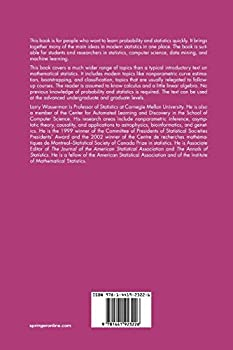 This book is for people who want to learn probability and statistics quickly. It brings
together many of the main ideas in modern statistics in one place. The book is suit-
able for students and researchers in statistics, computer science, data mining, and
machine learning.
This book covers a much wider range of topics than a typical introductory text on
mathematical statistics. It includes modern topics like nonparametric curve estima-
tion, bootstrapping, and classification, topics that are usually relegated to follow-
up courses. The reader is assumed to know calculus and a little linear algebra. No
previous knowledge of probability and statistics is required. The text can be used
at the advanced undergraduate and graduate levels.
Larry Wasserman is Professor of Statistics at Carnegie Mellon University. He is also
a member of the Center for Automated Learning and Discovery in the School of
Computer Science. His research areas include nonparametric inference, asymp-
totic theory, causality, and applications to astrophysics, bioinformatics, and genet-
ics. He is the 1999 winner of the Committee of Presidents of Statistical Societies
Presidents' Award and the 2002 winner of the Centre de recherches mathemati-
ques de Montreal–Statistical Society of Canada Prize in statistics. He is Associate
Editor of The Journal of the American Statistical Association and The Annals of
Statistics. He is a fellow of the American Statistical Association and of the Institute
of Mathematical Statistics.
ISBN 978-1-4419-2322-6
9 781441 923226
springeronline.com